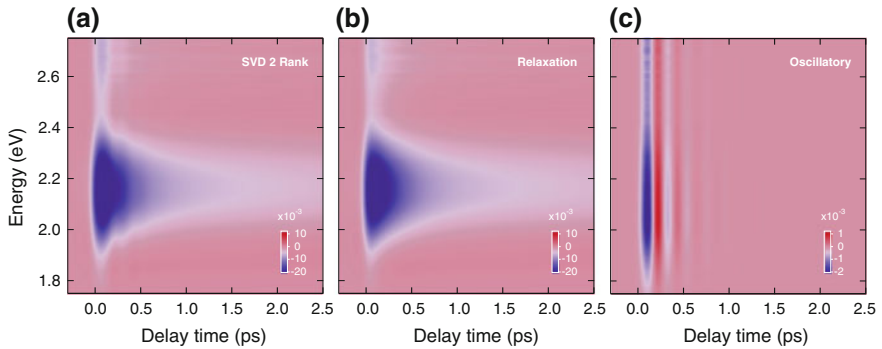 (a) (b) (c)
SVD 2 Rank Relaxation Oscillatory
2.6
2.4
2.2
2.0
1.8
Energy (eV)
x10⁻³ x10⁻³ x10⁻³
10 10 1
0 0 0
-10 -10 -1
-20 -20 -2
0.0 0.5 1.0 1.5 2.0 2.5 0.0 0.5 1.0 1.5 2.0 2.5 0.0 0.5 1.0 1.5 2.0 2.5
Delay time (ps) Delay time (ps) Delay time (ps)